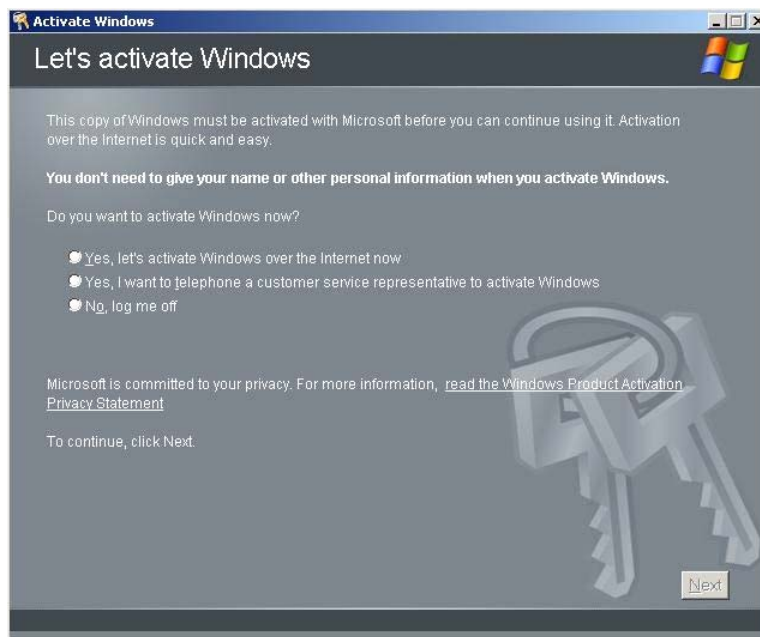 Activate Windows
Let's activate Windows
This copy of Windows must be activated with Microsoft before you can continue using it. Activation
over the Internet is quick and easy.
You don't need to give your name or other personal information when you activate Windows.
Do you want to activate Windows now?
Yes, let's activate Windows over the Internet now
Yes, I want to telephone a customer service representative to activate Windows
No, log me off
Microsoft is committed to your privacy. For more information, read the Windows Product Activation
Privacy Statement
To continue, click Next.
Next